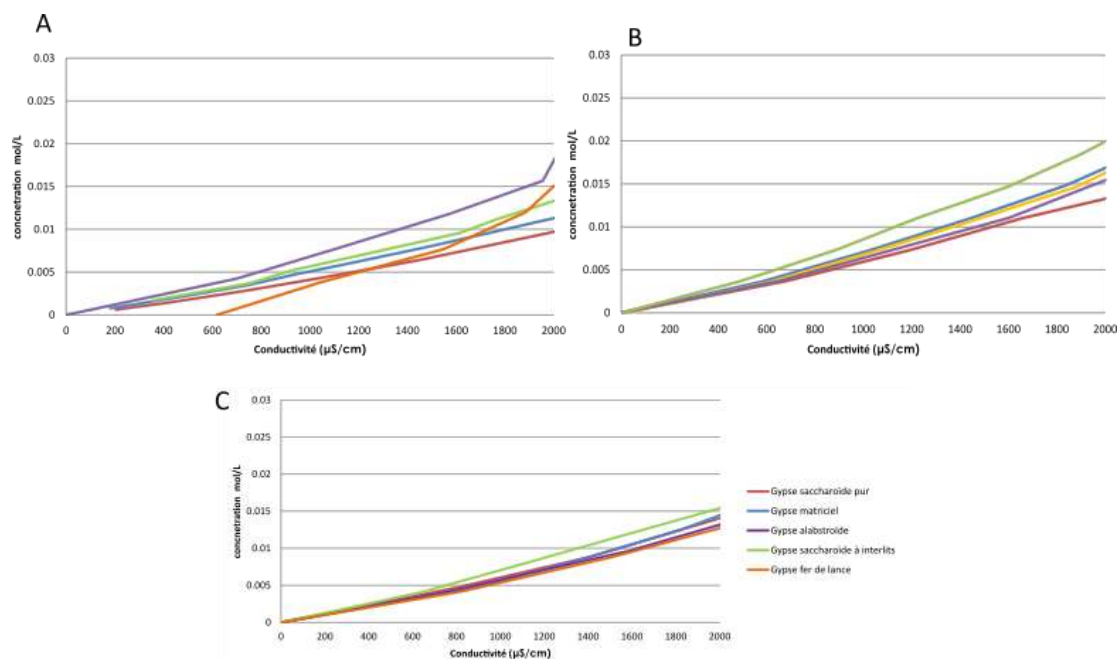 A
0.03
0.025
0.02
0.015
0.01
0.005
0
concnetration mol/L
0 200 400 600 800 1000 1200 1400 1600 1800 2000
Conductivité (µS/cm)
B
0.03
0.025
0.02
0.015
0.01
0.005
0
concnetration mol/L
0 200 400 600 800 1000 1200 1400 1600 1800 2000
Conductivité (µS/cm)
C
0.03
0.025
0.02
0.015
0.01
0.005
0
concnetration mol/L
0 200 400 600 800 1000 1200 1400 1600 1800 2000
Conductivité (µS/cm)
Gypse saccharoïde pur
Gypse matriciel
Gypse alabstroïde
Gypse saccharoïde à interlits
Gypse fer de lance